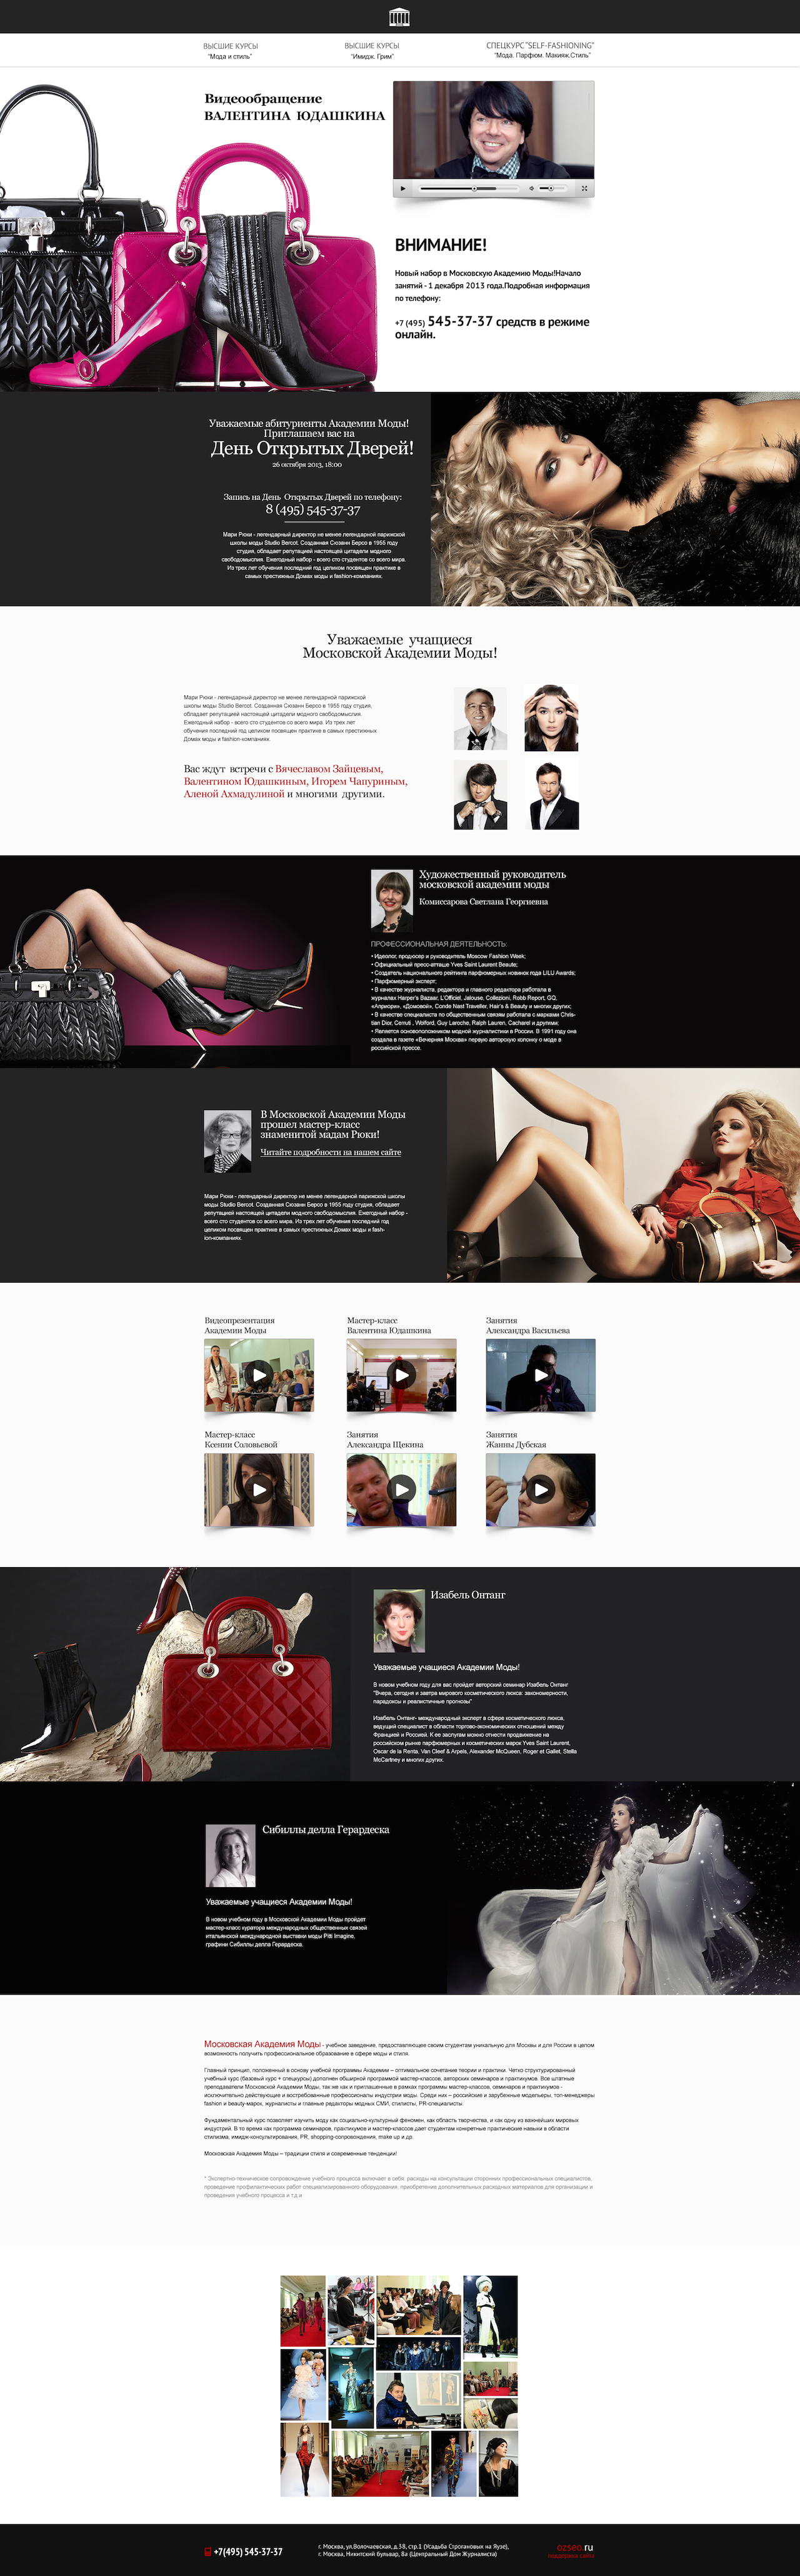 ВЫСШИЕ КУРСЫ
"Мода и стиль"
ВЫСШИЕ КУРСЫ
"Имидж. Грим"
СПЕЦКУРС "SELF-FASHIONING"
"Мода. Парфюм. Макияж.Стиль"
Видеообращение
ВАЛЕНТИНА ЮДАШКИНА
ВНИМАНИЕ!
Новый набор в Московскую Академию Моды!Начало
занятий - 1 декабря 2013 года.Подробная информация
по телефону:
+7 (495) 545-37-37 средств в режиме
онлайн.
Уважаемые абитуриенты Академии Моды!
Приглашаем вас на
День Открытых Дверей!
26 октября 2013, 18:00
Запись на День Открытых Дверей по телефону:
8 (495) 545-37-37
Мари Рюки - легендарный директор не менее легендарной парижской
школы моды Studio Bercot. Созданная Сюзанн Берсо в 1955 году
студия, обладает репутацией настоящей цитадели модного
свободомыслия. Ежегодный набор - всего сто студентов со всего мира.
Из трех лет обучения последний год целиком посвящен практике в
самых престижных Домах моды и fashion-компаниях.
Уважаемые учащиеся
Московской Академии Моды!
Мари Рюки - легендарный директор не менее легендарной парижской
школы моды Studio Bercot. Созданная Сюзанн Берсо в 1955 году студия,
обладает репутацией настоящей цитадели модного свободомыслия.
Ежегодный набор - всего сто студентов со всего мира. Из трех лет
обучения последний год целиком посвящен практике в самых престижных
Домах моды и fashion-компаниях.
Вас ждут встречи с Вячеславом Зайцевым,
Валентином Юдашкиным, Игорем Чапуриным,
Аленой Ахмадулиной и многими другими.
Художественный руководитель
московской академии моды
Комиссарова Светлана Георгиевна
ПРОФЕССИОНАЛЬНАЯ ДЕЯТЕЛЬНОСТЬ:
• Идеолог, продюсер и руководитель Moscow Fashion Week;
• Официальный пресс-атташе Yves Saint Laurent Beaute;
• Создатель национального рейтинга парфюмерных новинок года LILU Awards;
• Парфюмерный эксперт;
• В качестве журналиста, редактора и главного редактора работала в
журналах Harper's Bazaar, L'Officiel, Jalouse, Collezioni, Robb Report, GQ,
«Априори», «Домовой», Conde Nast Traveller, Hair's & Beauty и многих других;
• В качестве специалиста по общественным связям работала с марками Chris-
tian Dior, Cerruti , Wolford, Guy Laroche, Ralph Lauren, Cacharel и другими;
• Является основоположником модной журналистики в России. В 1991 году она
создала в газете «Вечерняя Москва» первую авторскую колонку о моде в
российской прессе.
В Московской Академии Моды
прошел мастер-класс
знаменитой мадам Рюки!
Читайте подробности на нашем сайте
Мари Рюки - легендарный директор не менее легендарной парижской школы
моды Studio Bercot. Созданная Сюзанн Берсо в 1955 году студия, обладает
репутацией настоящей цитадели модного свободомыслия. Ежегодный набор -
всего сто студентов со всего мира. Из трех лет обучения последний год
целиком посвящен практике в самых престижных Домах моды и fash-
ion-компаниях.
Видеопрезентация
Академии Моды
Мастер-класс
Валентина Юдашкина
Занятия
Александра Васильева
Мастер-класс
Ксении Соловьевой
Занятия
Александра Щекина
Занятия
Жанны Дубская
Изабель Онтанг
Уважаемые учащиеся Академии Моды!
В новом учебном году для вас пройдет авторский семинар Изабель Онтанг
"Вчера, сегодня и завтра мирового косметического люкса: закономерности,
парадоксы и реалистичные прогнозы"
Изабель Онтанг- международный эксперт в сфере косметического люкса,
ведущий специалист в области торгово-экономических отношений между
Францией и Россией. К ее заслугам можно отнести продвижение на
российском рынке парфюмерных и косметических марок Yves Saint Laurent,
Oscar de la Renta, Van Cleef & Arpels, Alexander McQueen, Roger et Gallet, Stella
McCartney и многих других.
Сибиллы делла Герардеска
Уважаемые учащиеся Академии Моды!
В новом учебном году в Московской Академии Моды пройдет
мастер-класс куратора международных общественных связей
итальянской международной выставки моды Pitti Imagine,
графини Сибиллы делла Герардеска.
Московская Академия Моды - учебное заведение, предоставляющее своим студентам уникальную для Москвы и для России в целом
возможность получить профессиональное образование в сфере моды и стиля.
Главный принцип, положенный в основу учебной программы Академии – оптимальное сочетание теории и практики. Четко структурированный
учебный курс (базовый курс + спецкурсы) дополнен обширной программой мастер-классов, авторских семинаров и практикумов. Все штатные
преподаватели Московской Академии Моды, так же как и приглашенные в рамках программы мастер-классов, семинаров и практикумов -
исключительно действующие и востребованные профессионалы индустрии моды. Среди них – российские и зарубежные модельеры, топ-менеджеры
fashion и beauty-марок, журналисты и главные редакторы модных СМИ, стилисты, PR-специалисты.
Фундаментальный курс позволяет изучить моду как социально-культурный феномен, как область творчества, и как одну из важнейших мировых
индустрий. В то время как программа семинаров, практикумов и мастер-классов дает студентам конкретные практические навыки в области
стилизма, имидж-консультирования, PR, shopping-сопровождения, make up и др.
Московская Академия Моды – традиции стиля и современные тенденции!
* Экспертно-техническое сопровождение учебного процесса включает в себя: расходы на консультации сторонних профессиональных специалистов,
проведение профилактических работ специализированного оборудования, приобретение дополнительных расходных материалов для организации и
проведения учебного процесса и т.д.и
+7(495) 545-37-37
г. Москва, ул.Волочаевская, д.38, стр.1 (Усадьба Строгановых на Яузе),
г. Москва, Никитский бульвар, 8а (Центральный Дом Журналиста)
ozseo.ru
поддержка сайта